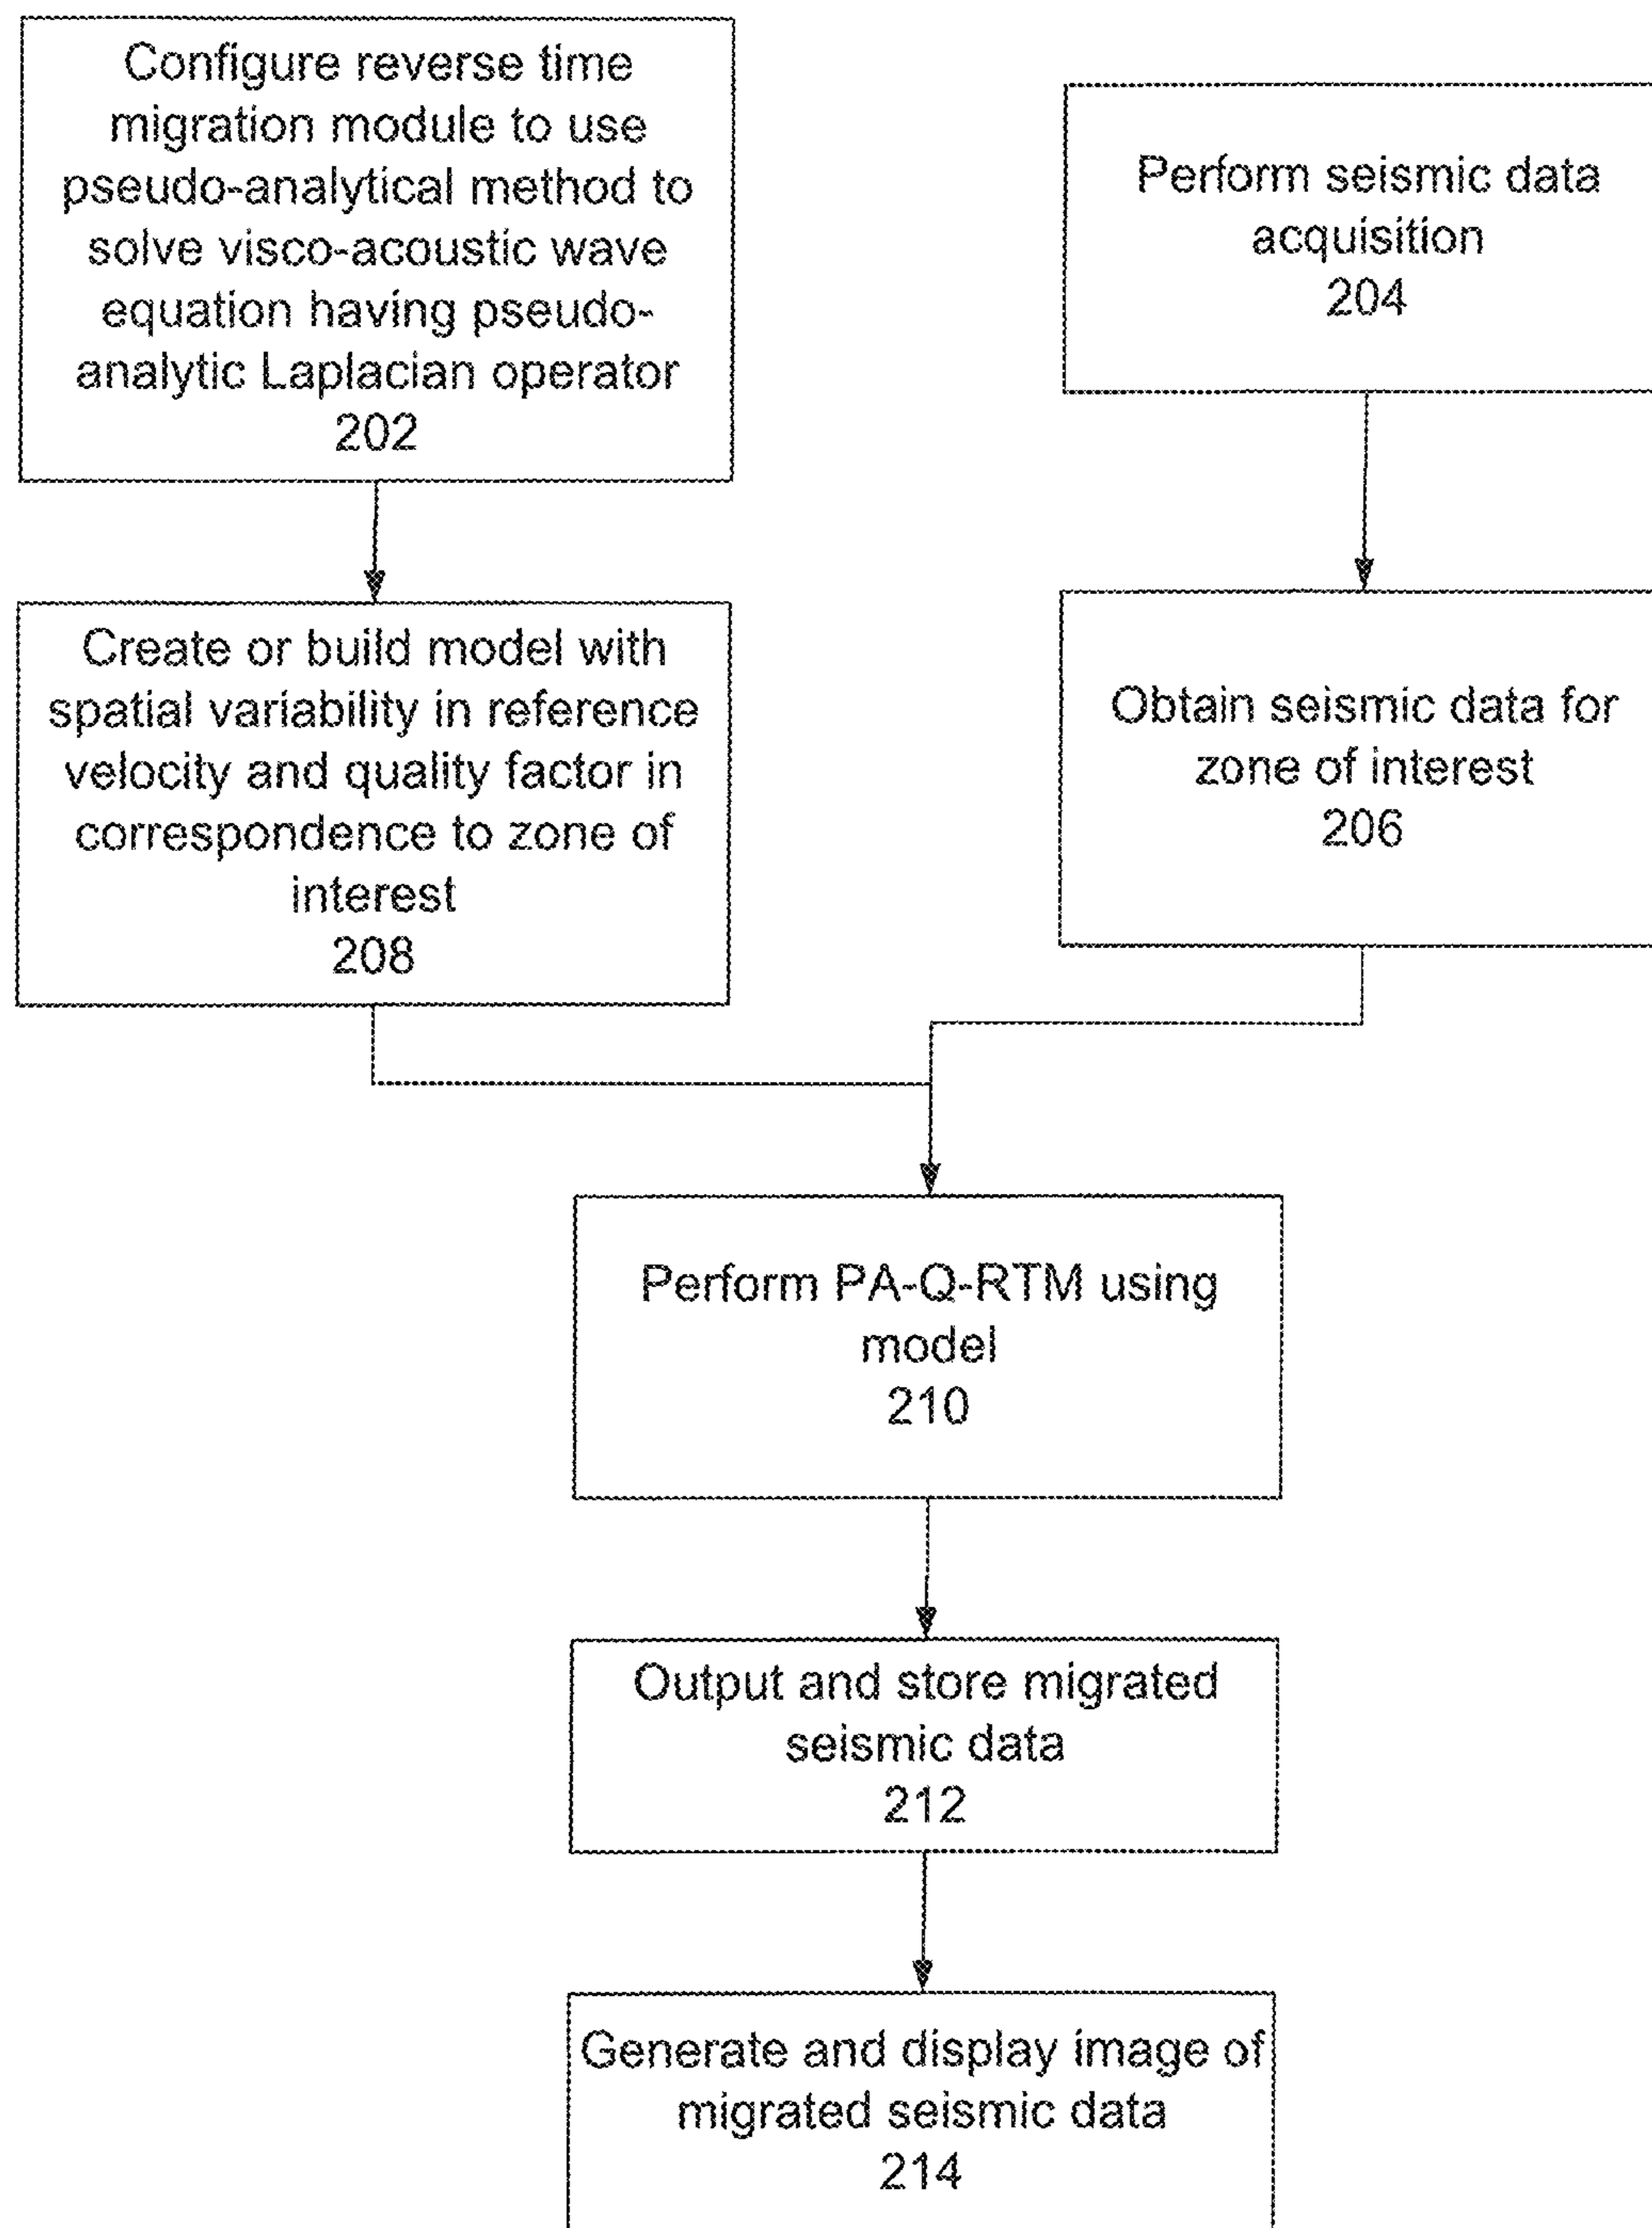 Configure reverse time
migration module to use
pseudo-analytical method to
solve visco-acoustic wave
equation having pseudo-
analytic Laplacian operator
202
Perform seismic data
acquisition
204
Create or build model with
spatial variability in reference
velocity and quality factor in
correspondence to zone of
interest
208
Obtain seismic data for
zone of interest
206
Perform PA-Q-RTM using
model
210
Output and store migrated
seismic data
212
Generate and display image of
migrated seismic data
214